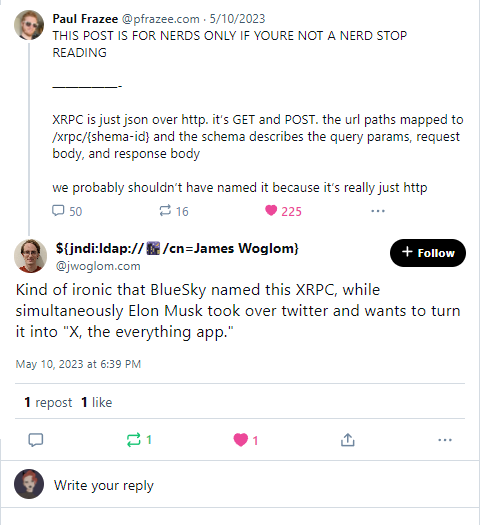 Paul Frazee @pfrazee.com · 5/10/2023
THIS POST IS FOR NERDS ONLY IF YOURE NOT A NERD STOP
READING
——————-
XRPC is just json over http. it's GET and POST. the url paths mapped to
/xrpc/{shema-id} and the schema describes the query params, request
body, and response body
we probably shouldn't have named it because it's really just http
50 16 225 ...
${jndi:ldap://🌌/cn=James Woglom}
@jwoglom.com
+ Follow
Kind of ironic that BlueSky named this XRPC, while
simultaneously Elon Musk took over twitter and wants to turn
it into "X, the everything app."
May 10, 2023 at 6:39 PM
1 repost 1 like
1 1 ...
Write your reply